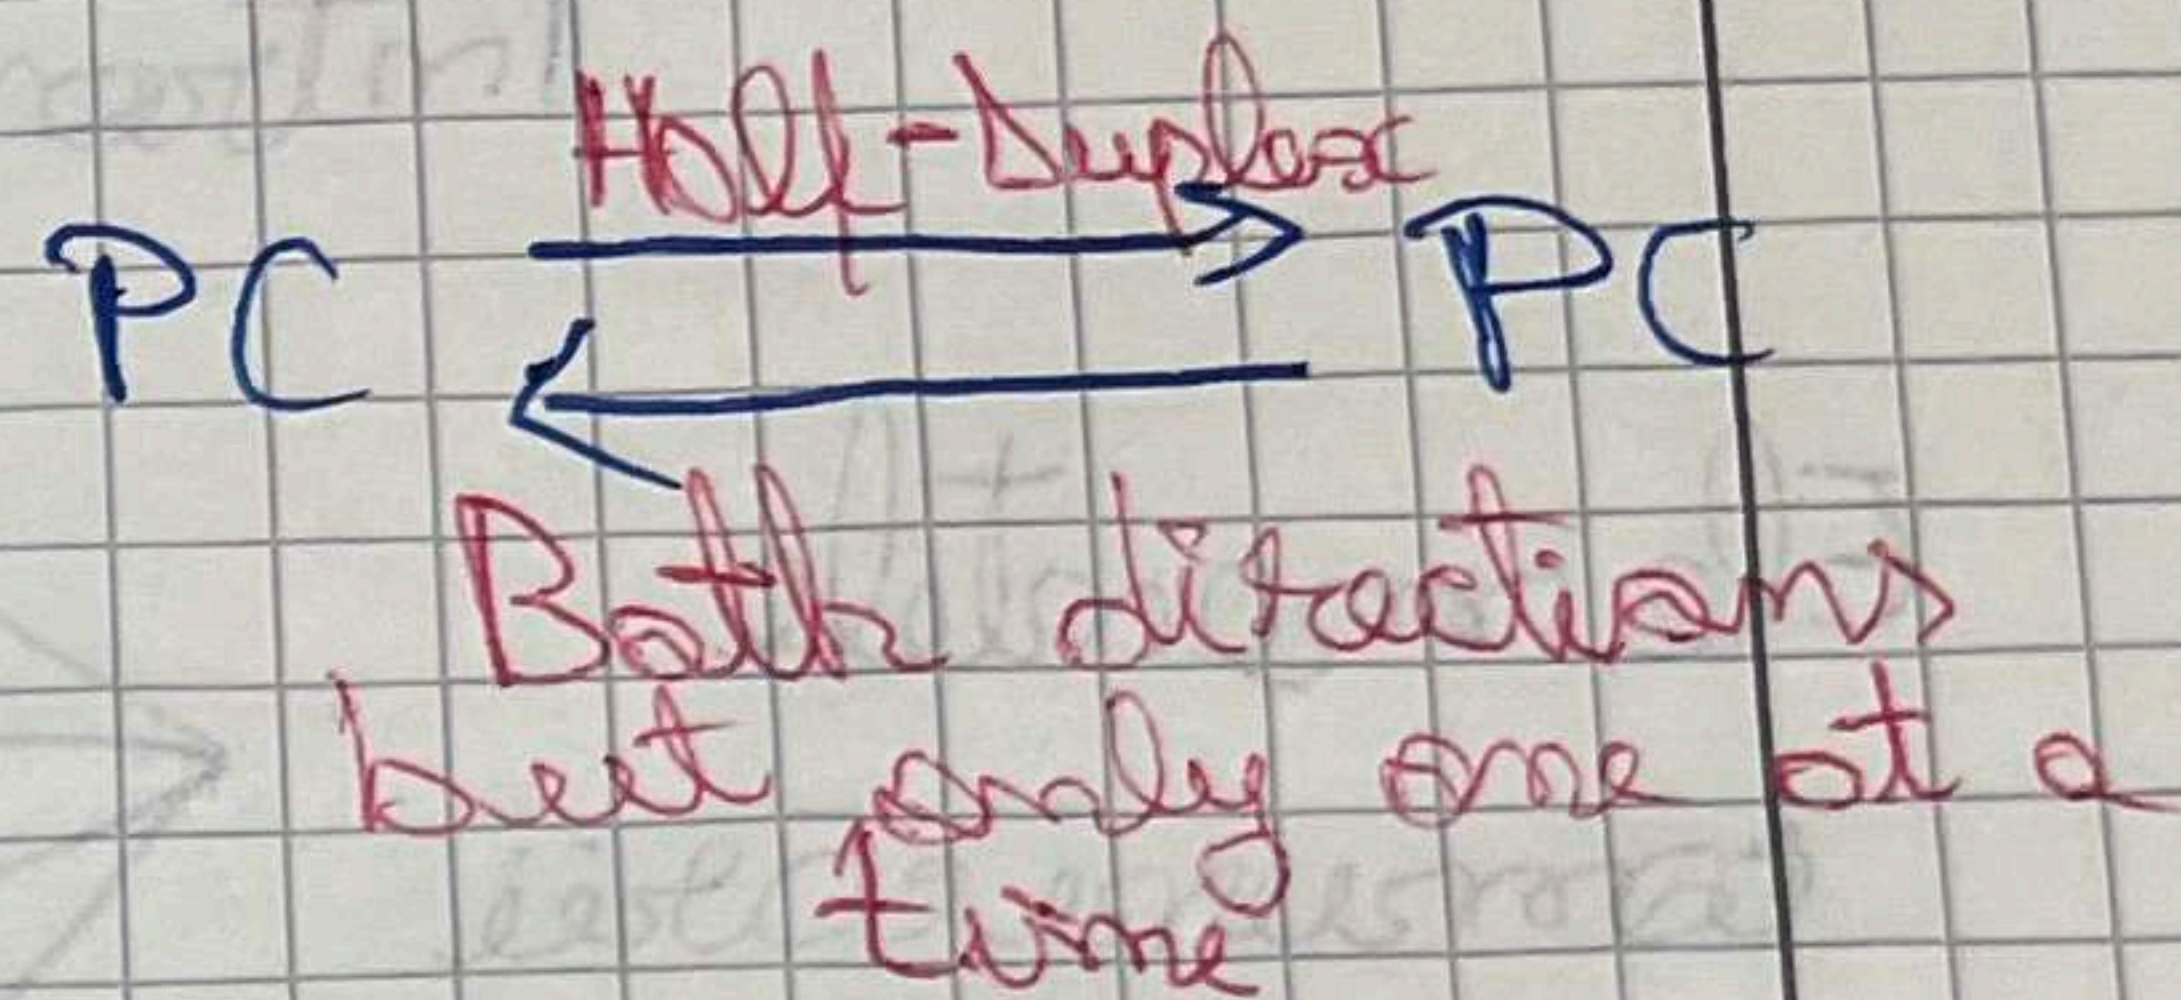 Half-Duplex
PC PC
Both directions
but only one at a
time